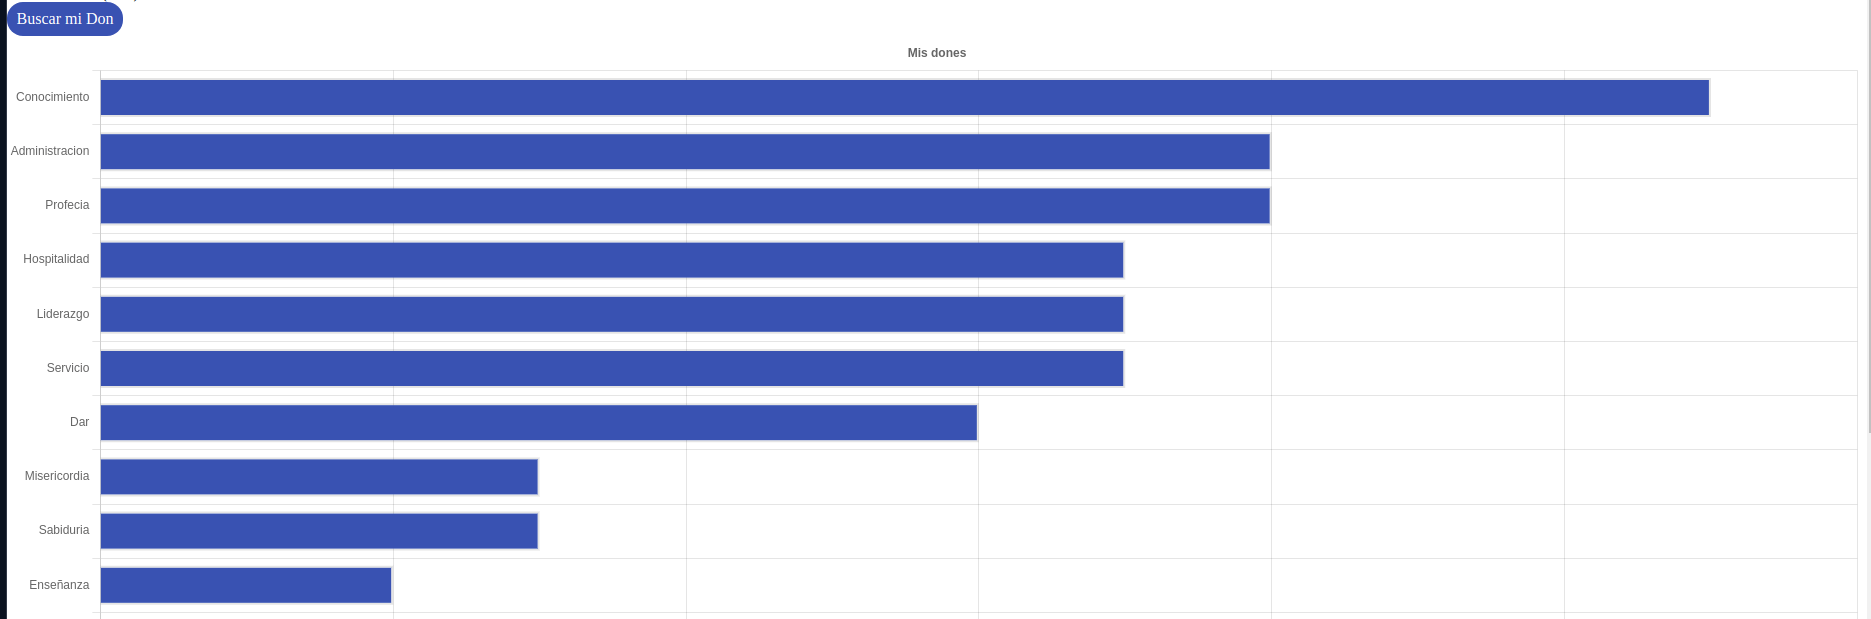 Buscar mi Don
Mis dones
Conocimiento
Administracion
Profecia
Hospitalidad
Liderazgo
Servicio
Dar
Misericordia
Sabiduria
Enseñanza